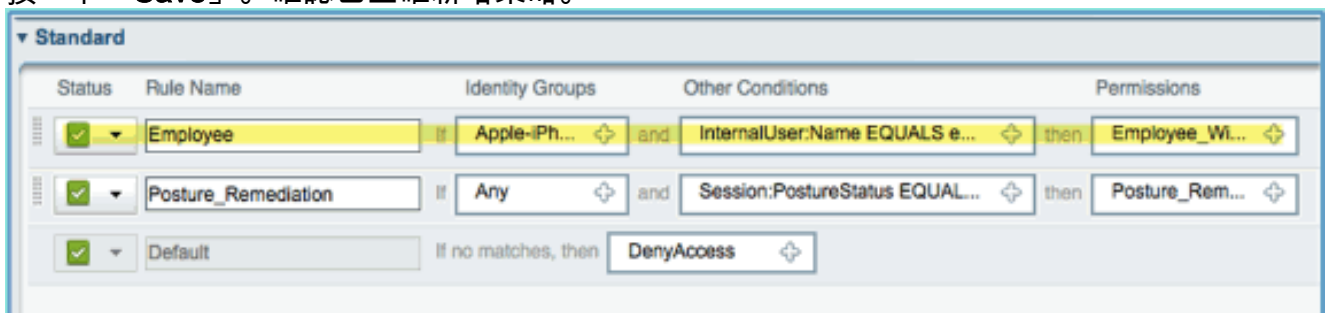 Standard
Status Rule Name Identity Groups Other Conditions Permissions
Employee If Apple-iPh... and InternalUser:Name EQUALS e... then Employee_Wi...
Posture_Remediation If Any and Session:PostureStatus EQUAL... then Posture_Rem...
Default If no matches, then DenyAccess